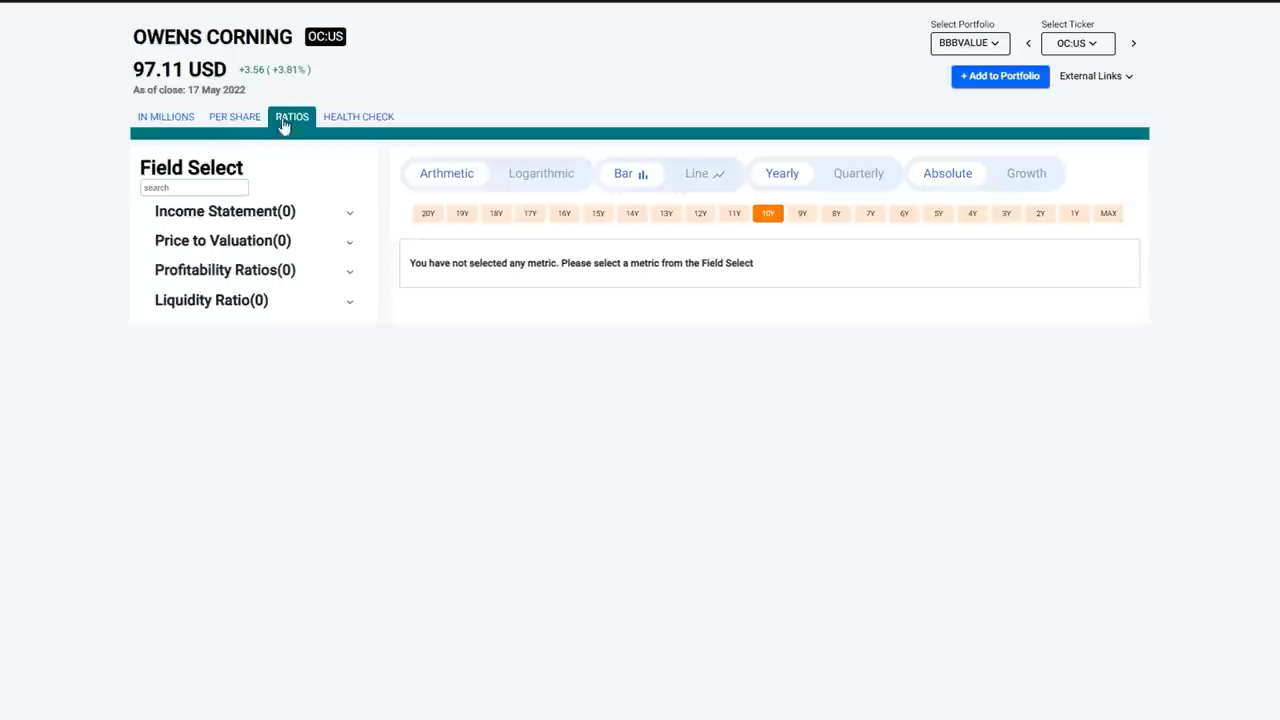 OWENS CORNING OC:US
97.11 USD +3.56 ( +3.81% )
As of close: 17 May 2022
Select Portfolio Select Ticker
BBBVALUE OC:US
+ Add to Portfolio External Links
IN MILLIONS PER SHARE RATIOS HEALTH CHECK
Field Select
search
Income Statement(0)
Price to Valuation(0)
Profitability Ratios(0)
Liquidity Ratio(0)
Arthmetic Logarithmic Bar Line Yearly Quarterly Absolute Growth
20Y 19Y 18Y 17Y 16Y 15Y 14Y 13Y 12Y 11Y 10Y 9Y 8Y 7Y 6Y 5Y 4Y 3Y 2Y 1Y MAX
You have not selected any metric. Please select a metric from the Field Select